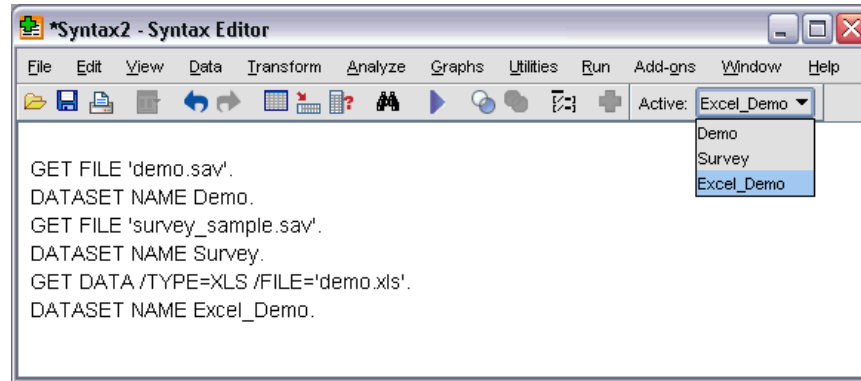 *Syntax2 - Syntax Editor
File Edit View Data Transform Analyze Graphs Utilities Run Add-ons Window Help
Active: Excel_Demo
Demo
Survey
Excel_Demo
GET FILE 'demo.sav'.
DATASET NAME Demo.
GET FILE 'survey_sample.sav'.
DATASET NAME Survey.
GET DATA /TYPE=XLS /FILE='demo.xls'.
DATASET NAME Excel_Demo.